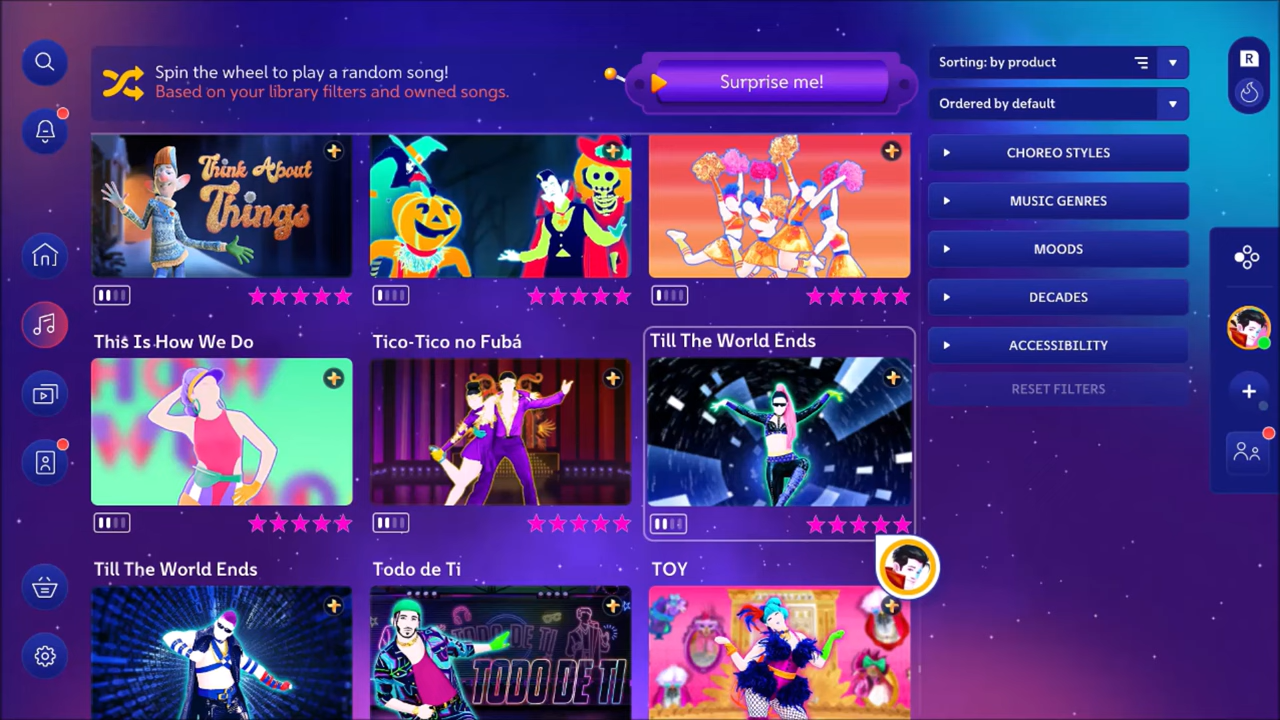 Spin the wheel to play a random song!
Based on your library filters and owned songs.
Surprise me!
Sorting: by product
Ordered by default
R
Think About
Things
CHOREO STYLES
MUSIC GENRES
MOODS
DECADES
ACCESSIBILITY
RESET FILTERS
This Is How We Do
Tico-Tico no Fubá
Till The World Ends
Till The World Ends
Todo de Ti
TOY
TODO DE TI
TODO DE TI